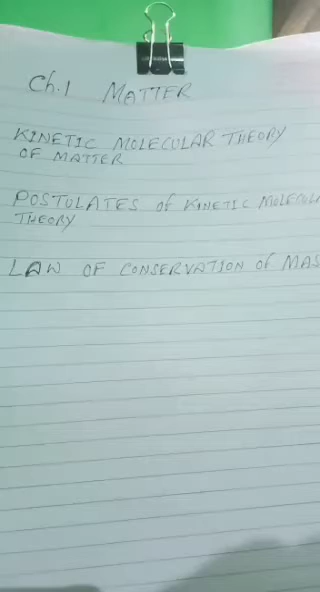 Ch.1 MATTER
KINETIC MOLECULAR THEORY
OF MATTER
POSTULATES of KINETIC
THEORY
LAW OF CONSERVATION Of